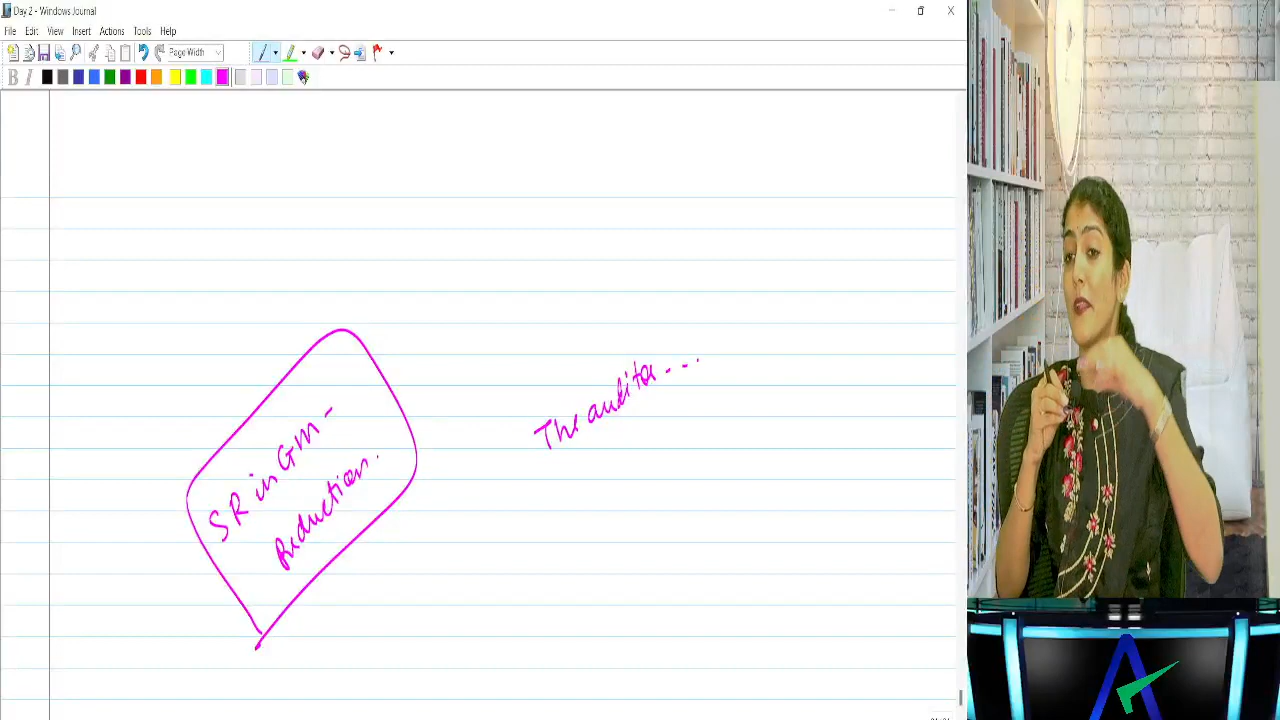 Day 2 - Windows Journal
File Edit View Insert Actions Tools Help
Page Width
B I
SR in GM -
Reduction.
The auditor - - -